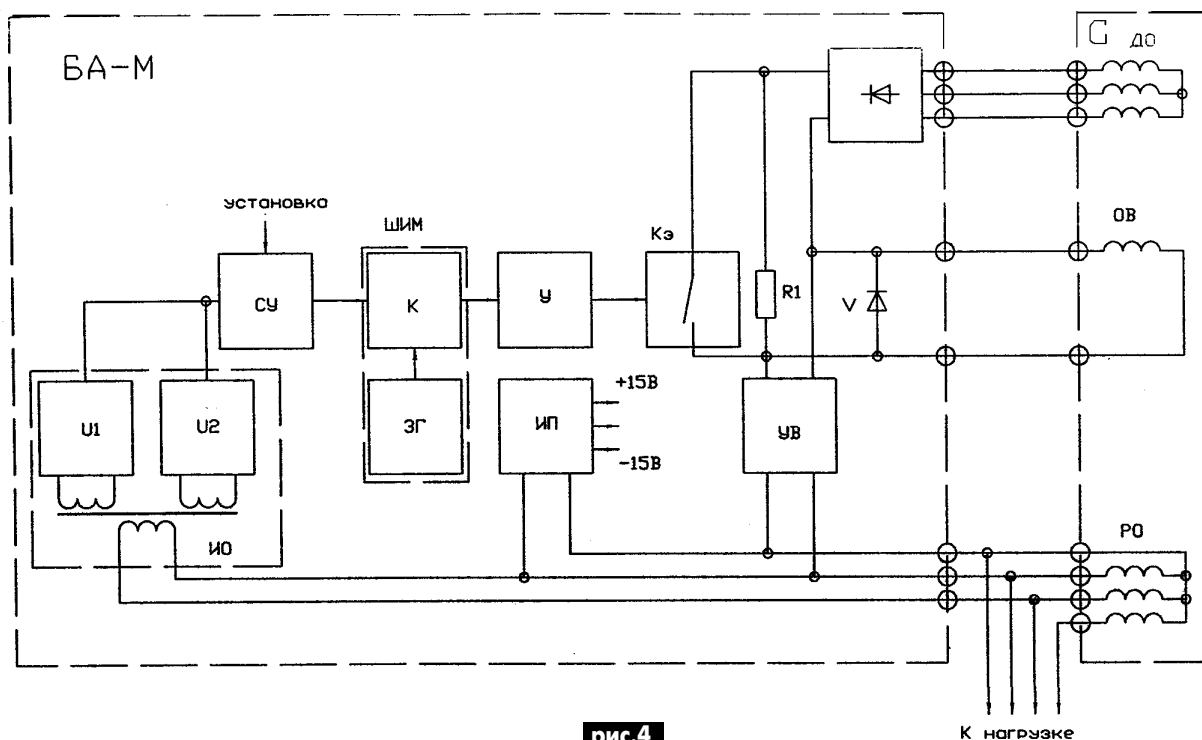 G ДО
БА-М
установка
ОВ
ШИМ
Кэ
СУ
К
У
R1
V
+15В
U1
U2
ЗГ
ИП
УВ
-15В
РО
ИО
рис.4
К нагрузке